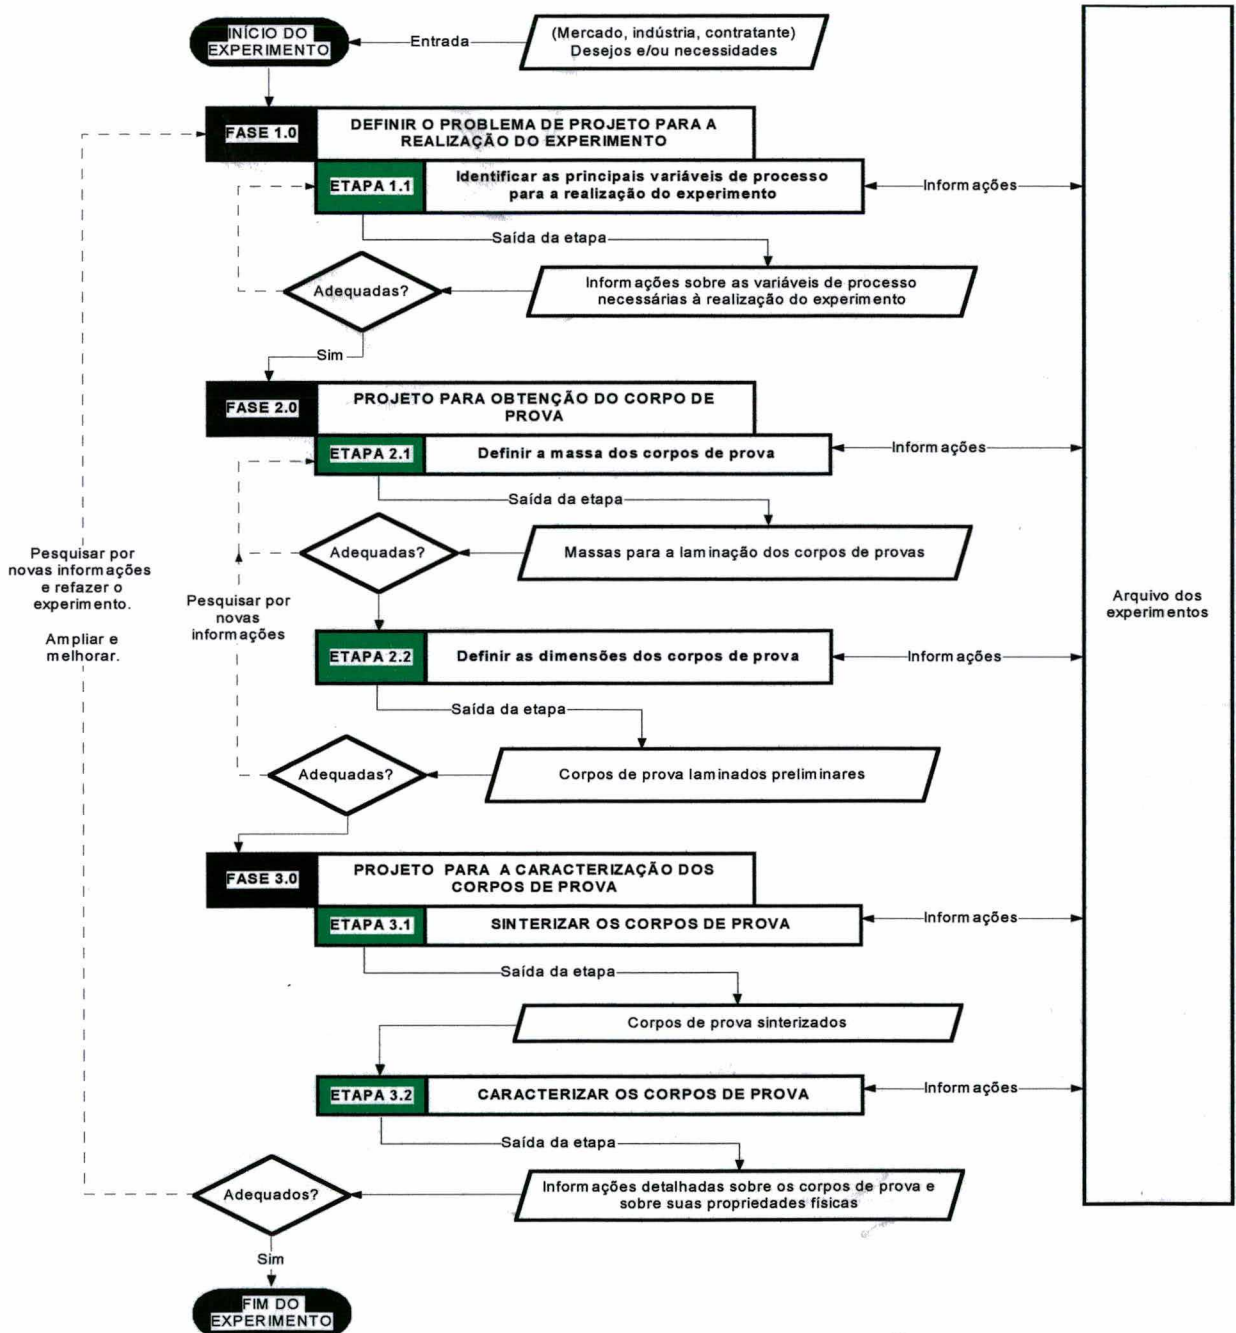 INÍCIO DO
EXPERIMENTO
Entrada
(Mercado, indústria, contratante)
Desejos e/ou necessidades
FASE 1.0
DEFINIR O PROBLEMA DE PROJETO PARA A
REALIZAÇÃO DO EXPERIMENTO
ETAPA 1.1
Identificar as principais variáveis de processo
para a realização do experimento
Informações
Saída da etapa
Adequadas?
Informações sobre as variáveis de processo
necessárias à realização do experimento
Sim
FASE 2.0
PROJETO PARA OBTENÇÃO DO CORPO DE
PROVA
ETAPA 2.1
Definir a massa dos corpos de prova
Informações
Saída da etapa
Adequadas?
Massas para a laminação dos corpos de provas
Pesquisar por
novas informações
e refazer o
experimento.
Ampliar e
melhorar.
Pesquisar por
novas
informações
Arquivo dos
experimentos
ETAPA 2.2
Definir as dimensões dos corpos de prova
Informações
Saída da etapa
Adequadas?
Corpos de prova laminados preliminares
FASE 3.0
PROJETO PARA A CARACTERIZAÇÃO DOS
CORPOS DE PROVA
ETAPA 3.1
SINTERIZAR OS CORPOS DE PROVA
Informações
Saída da etapa
Corpos de prova sinterizados
ETAPA 3.2
CARACTERIZAR OS CORPOS DE PROVA
Informações
Saída da etapa
Adequados?
Informações detalhadas sobre os corpos de prova e
sobre suas propriedades físicas
Sim
FIM DO
EXPERIMENTO